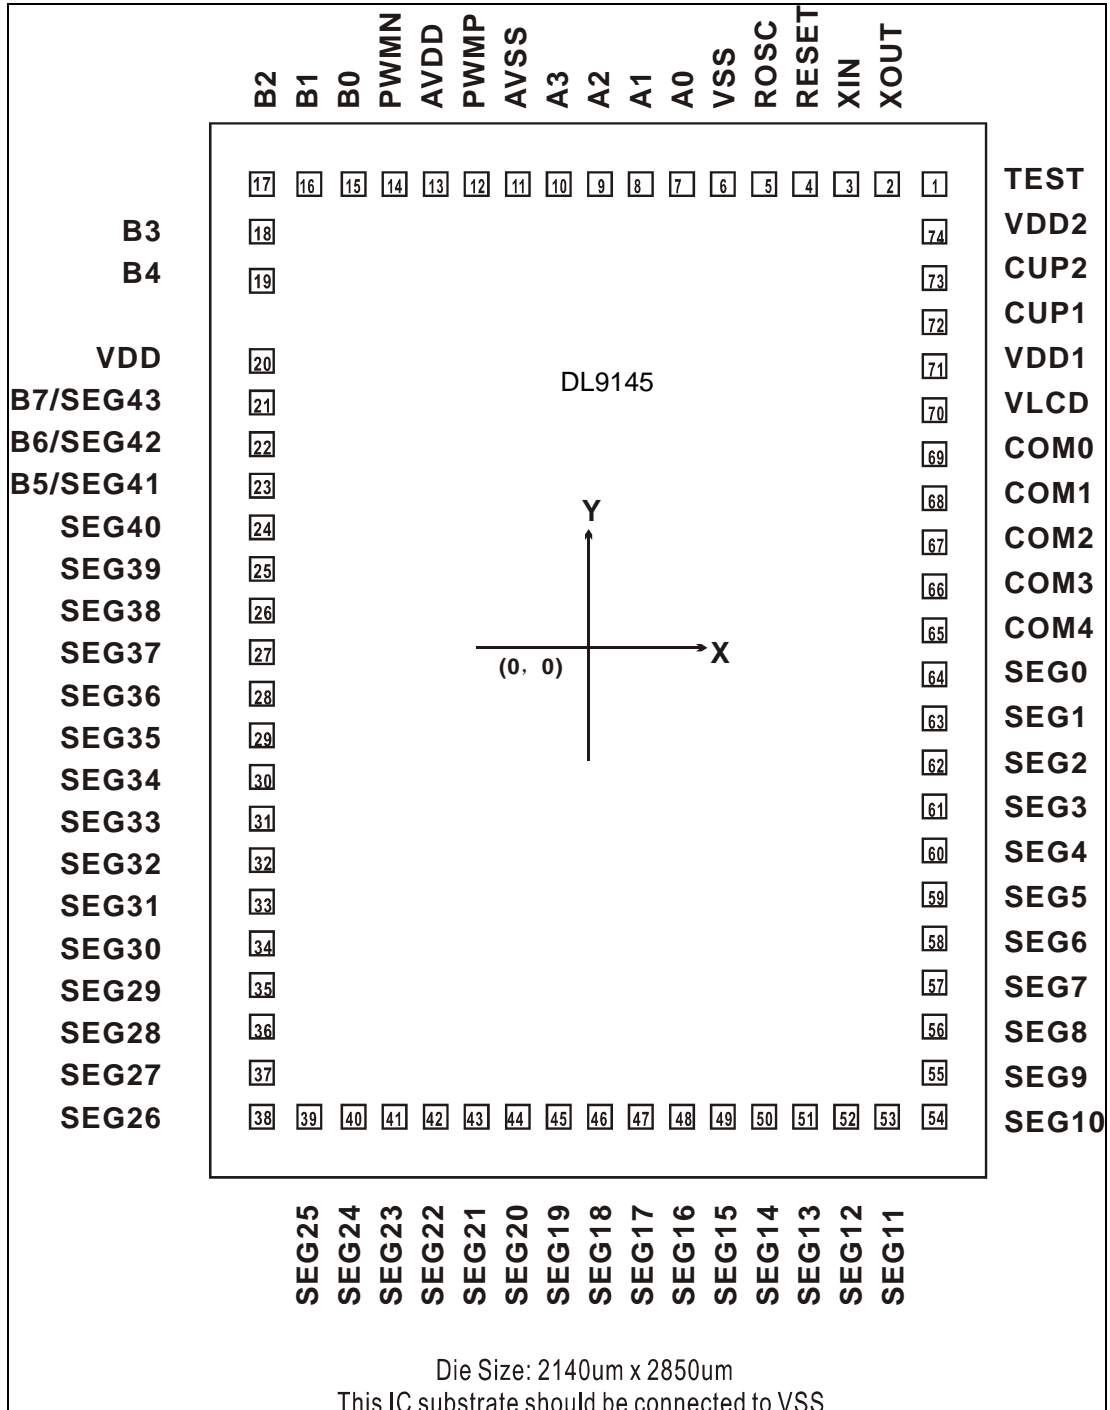 B2 B1 B0 PWMN AVDD PWMP AVSS A3 A2 A1 A0 VSS ROSC RESET XIN XOUT
17 16 15 14 13 12 11 10 9 8 7 6 5 4 3 2 1 TEST
B3 18 74 VDD2
B4 19 73 CUP2
72 CUP1
VDD 20 71 VDD1
DL9145
B7/SEG43 21 70 VLCD
B6/SEG42 22 69 COM0
B5/SEG41 23 68 COM1
Y
SEG40 24 67 COM2
SEG39 25 66 COM3
SEG38 26 65 COM4
SEG37 27 X 64 SEG0
(0, 0)
SEG36 28 63 SEG1
SEG35 29 62 SEG2
SEG34 30 61 SEG3
SEG33 31 60 SEG4
SEG32 32 59 SEG5
SEG31 33 58 SEG6
SEG30 34 57 SEG7
SEG29 35 56 SEG8
SEG28 36 55 SEG9
SEG27 37
SEG26 38 39 40 41 42 43 44 45 46 47 48 49 50 51 52 53 54 SEG10
SEG25 SEG24 SEG23 SEG22 SEG21 SEG20 SEG19 SEG18 SEG17 SEG16 SEG15 SEG14 SEG13 SEG12 SEG11
Die Size: 2140um x 2850um
This IC substrate should be connected to VSS